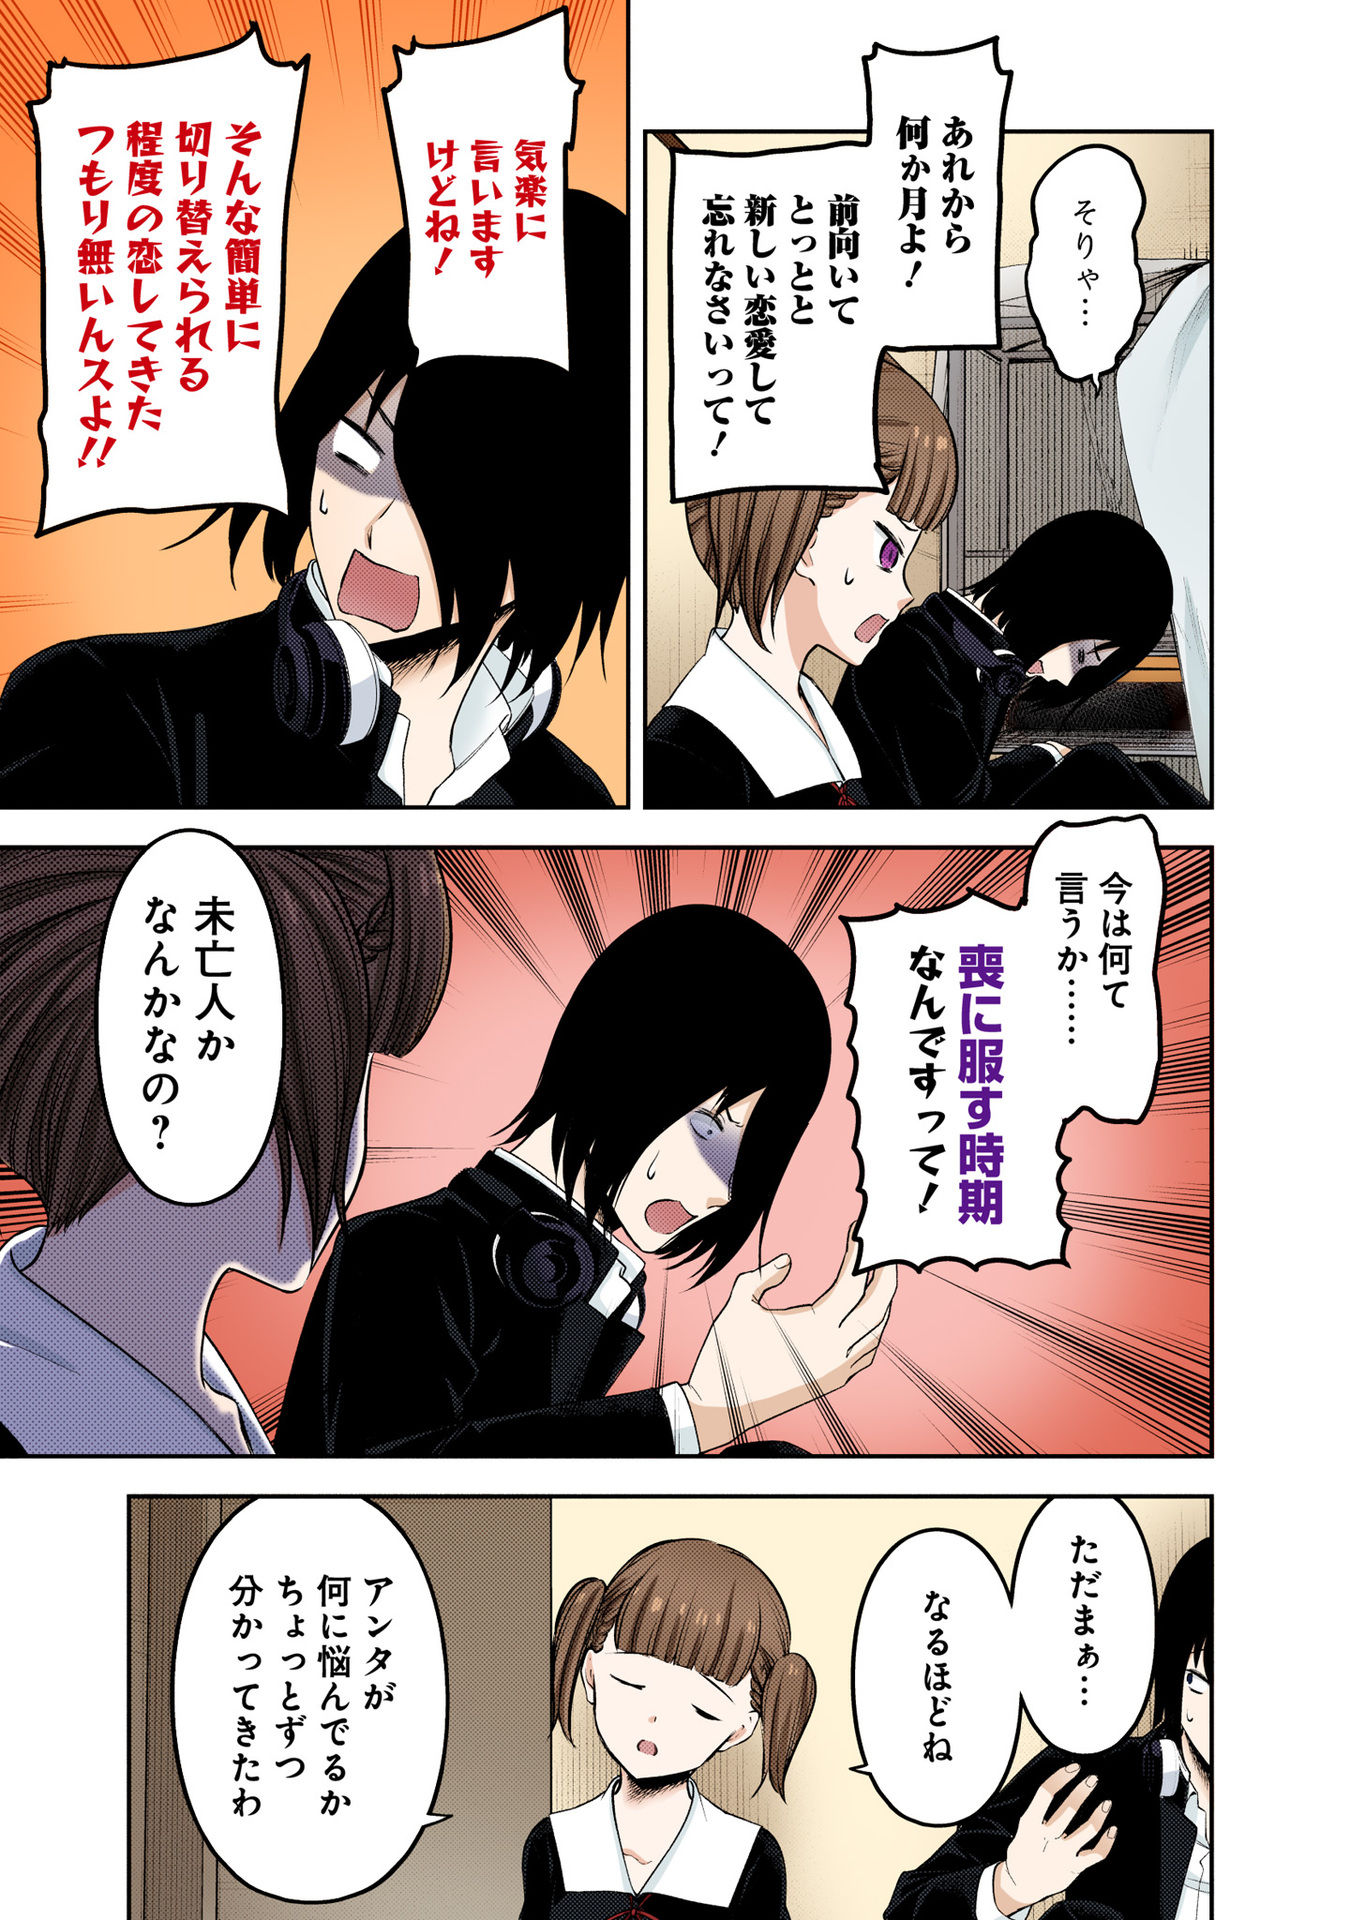 そりゃ…
あれから
何か月よ！
前向いて
とっとと
新しい恋愛して
忘れなさいって！
気楽に
言います
けどね！
そんな簡単に
切り替えられる
程度の恋してきた
つもり無いんスよ!!
今は何て
言うか……
喪に服す時期
なんですって！
未亡人か
なんかなの？
ただまぁ…
なるほどね
アンタが
何に悩んでるか
ちょっとずつ
分かってきたわ